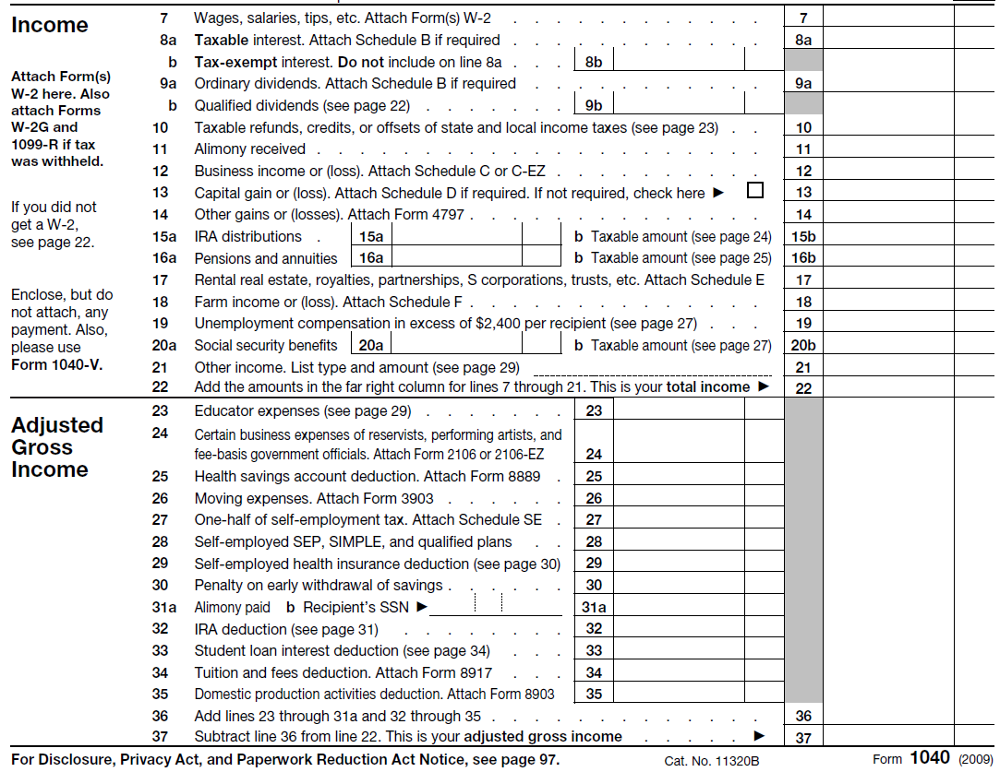 Income
Attach Form(s)
W-2 here. Also
attach Forms
W-2G and
1099-R if tax
was withheld.
If you did not
get a W-2,
see page 22.
Enclose, but do
not attach, any
payment. Also,
please use
Form 1040-V.
7 Wages, salaries, tips, etc. Attach Form(s) W-2 . . . . . . . . . . . . 7
8a Taxable interest. Attach Schedule B if required . . . . . . . . . . . . 8a
b Tax-exempt interest. Do not include on line 8a . . . 8b
9a Ordinary dividends. Attach Schedule B if required . . . . . . . . . . . 9a
b Qualified dividends (see page 22) . . . . . . . 9b
10 Taxable refunds, credits, or offsets of state and local income taxes (see page 23) . . 10
11 Alimony received . . . . . . . . . . . . . . . . . . . . . 11
12 Business income or (loss). Attach Schedule C or C-EZ . . . . . . . . . . 12
13 Capital gain or (loss). Attach Schedule D if required. If not required, check here ▶ ☐ 13
14 Other gains or (losses). Attach Form 4797 . . . . . . . . . . . . . . 14
15a IRA distributions . 15a b Taxable amount (see page 24) 15b
16a Pensions and annuities 16a b Taxable amount (see page 25) 16b
17 Rental real estate, royalties, partnerships, S corporations, trusts, etc. Attach Schedule E 17
18 Farm income or (loss). Attach Schedule F . . . . . . . . . . . . . . 18
19 Unemployment compensation in excess of $2,400 per recipient (see page 27) . . . 19
20a Social security benefits 20a b Taxable amount (see page 27) 20b
21 Other income. List type and amount (see page 29) 21
22 Add the amounts in the far right column for lines 7 through 21. This is your total income ▶ 22
Adjusted
Gross
Income
23 Educator expenses (see page 29) . . . . . . . 23
24 Certain business expenses of reservists, performing artists, and
fee-basis government officials. Attach Form 2106 or 2106-EZ 24
25 Health savings account deduction. Attach Form 8889 . 25
26 Moving expenses. Attach Form 3903 . . . . . . 26
27 One-half of self-employment tax. Attach Schedule SE . 27
28 Self-employed SEP, SIMPLE, and qualified plans . . 28
29 Self-employed health insurance deduction (see page 30) 29
30 Penalty on early withdrawal of savings . . . . . . 30
31a Alimony paid b Recipient's SSN ▶ 31a
32 IRA deduction (see page 31) . . . . . . . . 32
33 Student loan interest deduction (see page 34) . . . 33
34 Tuition and fees deduction. Attach Form 8917 . . . 34
35 Domestic production activities deduction. Attach Form 8903 35
36 Add lines 23 through 31a and 32 through 35 . . . . . . . . . . . . . 36
37 Subtract line 36 from line 22. This is your adjusted gross income . . . . . ▶ 37
For Disclosure, Privacy Act, and Paperwork Reduction Act Notice, see page 97. Cat. No. 11320B Form 1040 (2009)